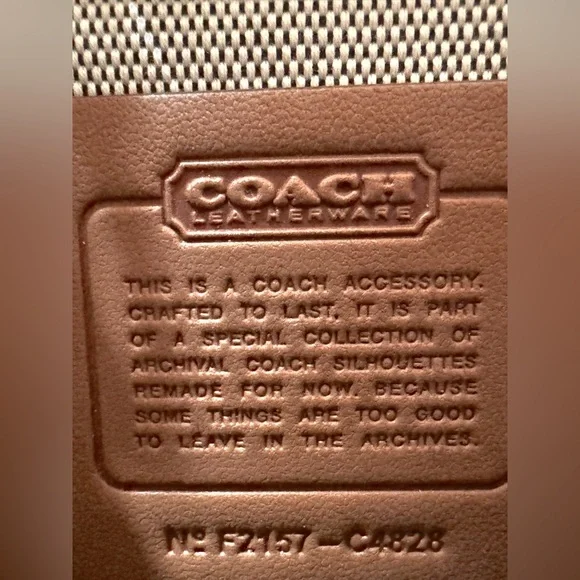 COACH
LEATHERWARE
THIS IS A COACH ACCESSORY.
CRAFTED TO LAST, IT IS PART
OF A SPECIAL COLLECTION OF
ARCHIVAL COACH SILHOUETTES
REMADE FOR NOW. BECAUSE
SOME THINGS ARE TOO GOOD
TO LEAVE IN THE ARCHIVES.
Nº F2157-C4828